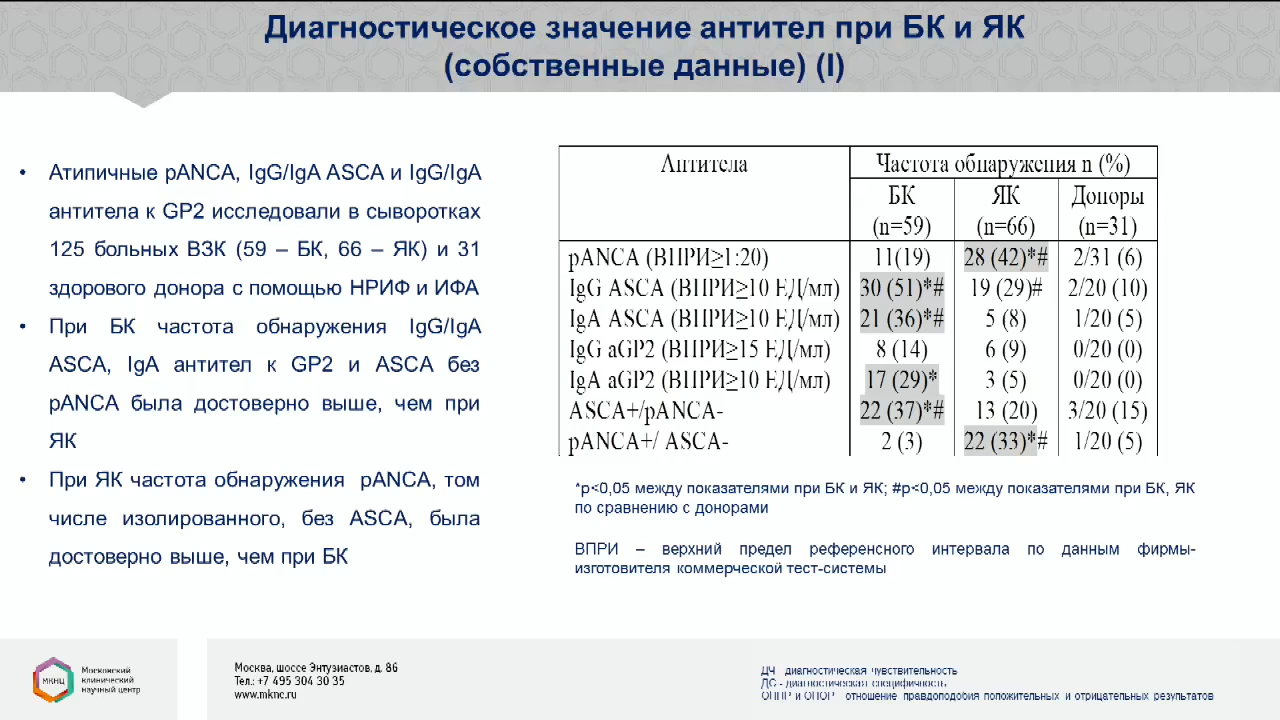 Диагностическое значение антител при БК и ЯК
(собственные данные) (I)
• Атипичные pANCA, IgG/IgA ASCA и IgG/IgA
антитела к GP2 исследовали в сыворотках
125 больных ВЗК (59 – БК, 66 – ЯК) и 31
здорового донора с помощью НРИФ и ИФА
• При БК частота обнаружения IgG/IgA
ASCA, IgA антител к GP2 и ASCA без
pANCA была достоверно выше, чем при
ЯК
• При ЯК частота обнаружения pANCA, том
числе изолированного, без ASCA, была
достоверно выше, чем при БК
Антитела Частота обнаружения n (%)
БК ЯК Доноры
(n=59) (n=66) (n=31)
pANCA (ВПРИ≥1:20) 11(19) 28 (42)*# 2/31 (6)
IgG ASCA (ВПРИ≥10 ЕД/мл) 30 (51)*# 19 (29)# 2/20 (10)
IgA ASCA (ВПРИ≥10 ЕД/мл) 21 (36)*# 5 (8) 1/20 (5)
IgG aGP2 (ВПРИ≥15 ЕД/мл) 8 (14) 6 (9) 0/20 (0)
IgA aGP2 (ВПРИ≥10 ЕД/мл) 17 (29)* 3 (5) 0/20 (0)
ASCA+/pANCA- 22 (37)*# 13 (20) 3/20 (15)
pANCA+/ ASCA- 2 (3) 22 (33)*# 1/20 (5)
*p<0,05 между показателями при БК и ЯК; #p<0,05 между показателями при БК, ЯК
по сравнению с донорами
ВПРИ – верхний предел референсного интервала по данным фирмы-
изготовителя коммерческой тест-системы
МКНЦ
Московский
клинический
научный центр
Москва, шоссе Энтузиастов, д. 86
Тел.: +7 495 304 30 35
www.mknc.ru
ДЧ - диагностическая чувствительность
ДС - диагностическая специфичность
ОППР и ОПОР - отношение правдоподобия положительных и отрицательных результатов